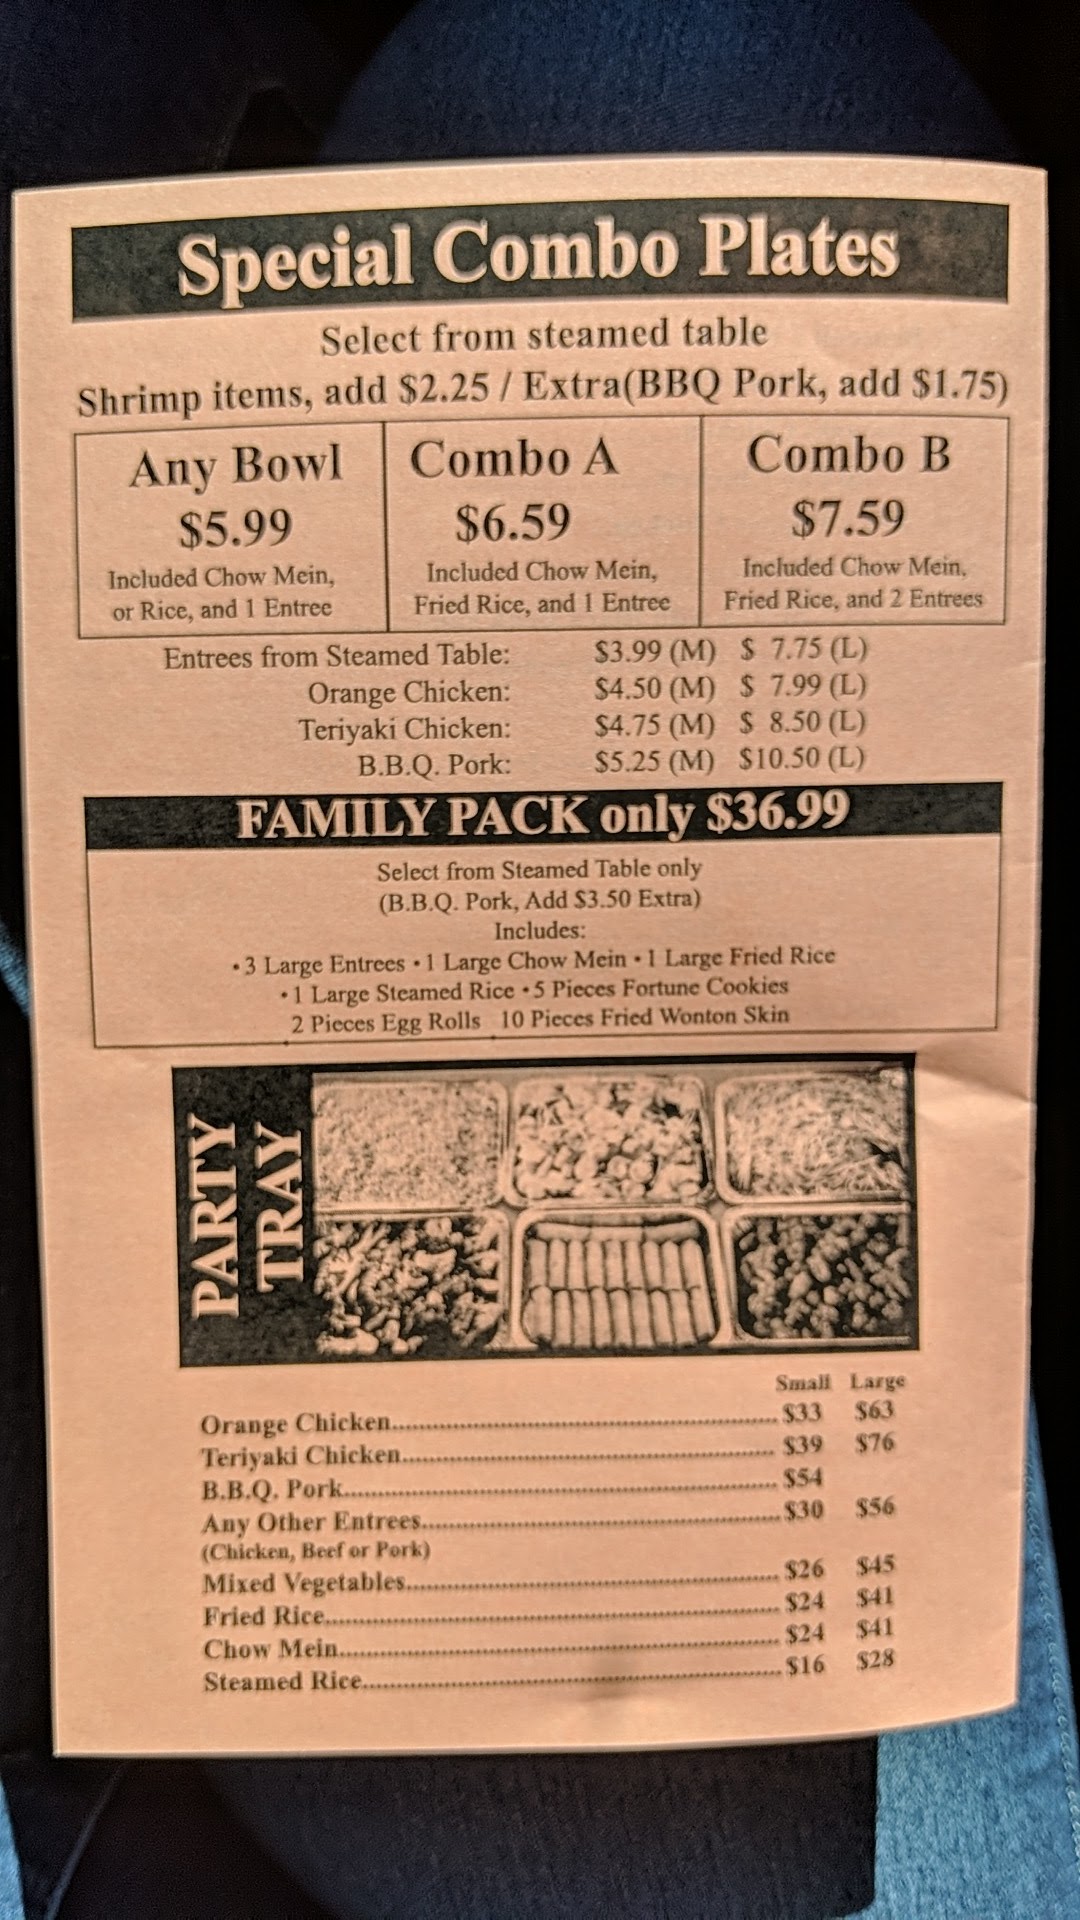 Special Combo Plates
Select from steamed table
Shrimp items, add $2.25 / Extra(BBQ Pork, add $1.75)
Any Bowl
$5.99
Included Chow Mein,
or Rice, and 1 Entree
Combo A
$6.59
Included Chow Mein,
Fried Rice, and 1 Entree
Combo B
$7.59
Included Chow Mein,
Fried Rice, and 2 Entrees
Entrees from Steamed Table: $3.99 (M) $ 7.75 (L)
Orange Chicken: $4.50 (M) $ 7.99 (L)
Teriyaki Chicken: $4.75 (M) $ 8.50 (L)
B.B.Q. Pork: $5.25 (M) $10.50 (L)
FAMILY PACK only $36.99
Select from Steamed Table only
(B.B.Q. Pork, Add $3.50 Extra)
Includes:
• 3 Large Entrees • 1 Large Chow Mein • 1 Large Fried Rice
• 1 Large Steamed Rice • 5 Pieces Fortune Cookies
2 Pieces Egg Rolls 10 Pieces Fried Wonton Skin
PARTY
TRAY
Small Large
Orange Chicken.......... $33 $63
Teriyaki Chicken.......... $39 $76
B.B.Q. Pork.......... $54
Any Other Entrees.......... $30 $56
(Chicken, Beef or Pork)
Mixed Vegetables.......... $26 $45
Fried Rice.......... $24 $41
Chow Mein.......... $24 $41
Steamed Rice.......... $16 $28